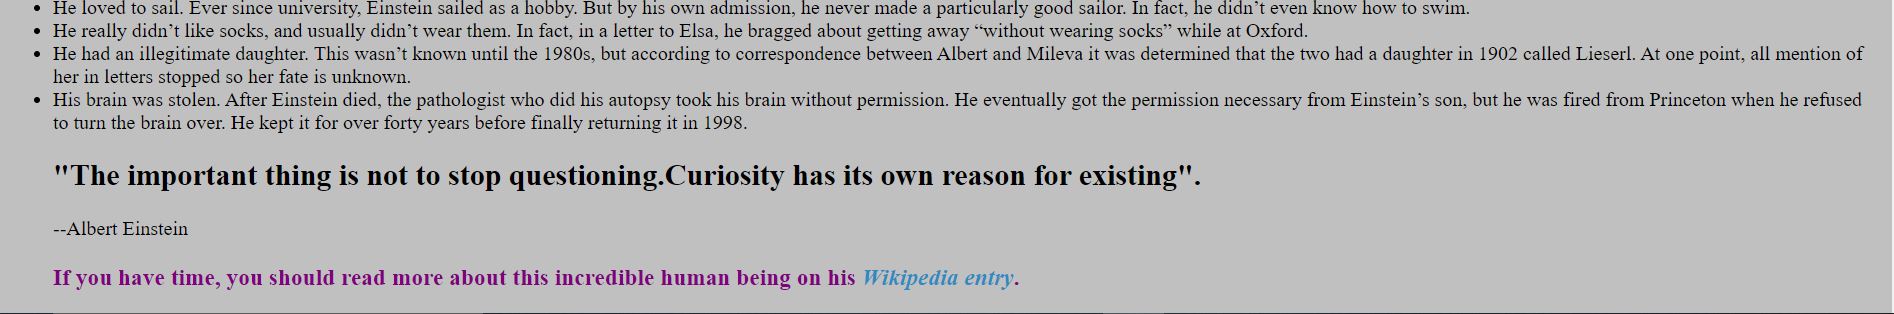 • He loved to sail. Ever since university, Einstein sailed as a hobby. But by his own admission, he never made a particularly good sailor. In fact, he didn’t even know how to swim.
• He really didn’t like socks, and usually didn’t wear them. In fact, in a letter to Elsa, he bragged about getting away “without wearing socks” while at Oxford.
• He had an illegitimate daughter. This wasn’t known until the 1980s, but according to correspondence between Albert and Mileva it was determined that the two had a daughter in 1902 called Lieserl. At one point, all mention of
her in letters stopped so her fate is unknown.
• His brain was stolen. After Einstein died, the pathologist who did his autopsy took his brain without permission. He eventually got the permission necessary from Einstein’s son, but he was fired from Princeton when he refused
to turn the brain over. He kept it for over forty years before finally returning it in 1998.
"The important thing is not to stop questioning.Curiosity has its own reason for existing".
--Albert Einstein
If you have time, you should read more about this incredible human being on his Wikipedia entry.